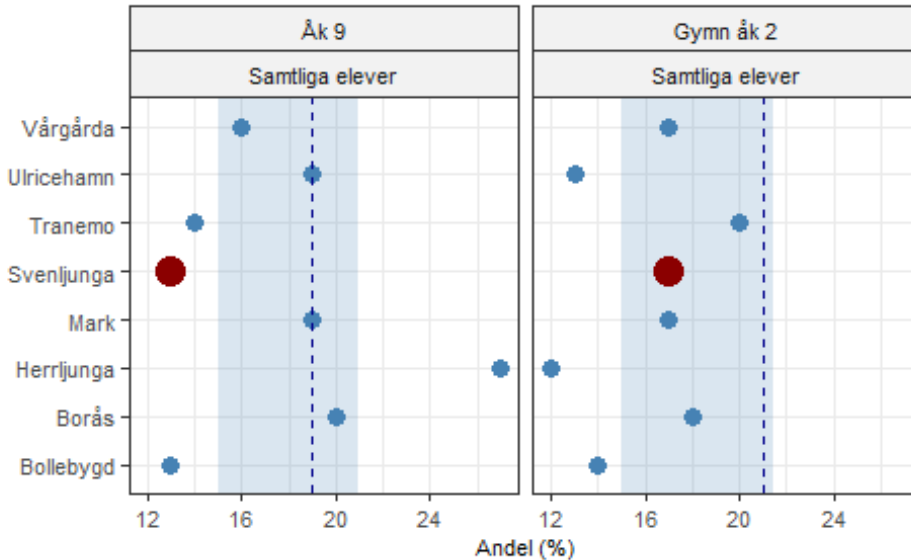 Åk 9
Gymn åk 2
Samtliga elever
Samtliga elever
Vårgårda
Ulricehamn
Tranemo
Svenljunga
Mark
Herrljunga
Borås
Bollebygd
12 16 20 24
12 16 20 24
Andel (%)